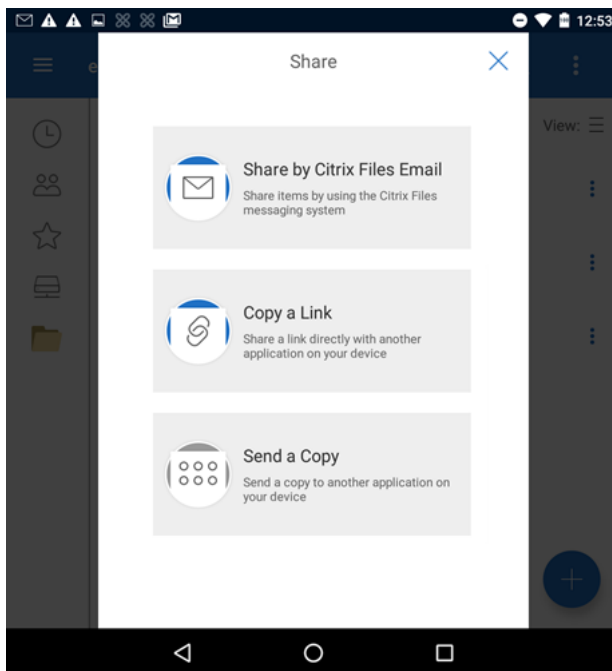 12:53
e
Share
View:
Share by Citrix Files Email
Share items by using the Citrix Files
messaging system
Copy a Link
Share a link directly with another
application on your device
Send a Copy
Send a copy to another application on
your device